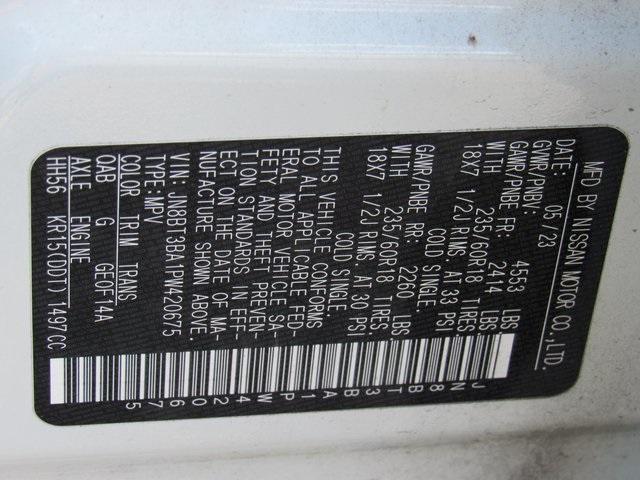 MFD BY NISSAN MOTOR CO.,LTD.
DATE: 05/23
GVWR/PNBV: 4553 LBS
GAWR/PNBE FR: 2414 LBS
WITH 235/60R18 TIRES:
18X7 1/2J RIMS AT 33 PSI
COLD SINGLE.
GAWR/PNBE RR: 2260 LBS
WITH 235/60R18 TIRES:
18X7 1/2J RIMS. AT 30 PSI
COLD SINGLE.
THIS VEHICLE CONFORMS
TO ALL APPLICABLE FED-
ERAL MOTOR VEHICLE SA-
FETY AND THEFT PREVEN-
TION STANDARDS IN EFF-
ECT ON THE DATE OF MA-
NUFACTURE SHOWN ABOVE.
VIN: JN8BT3BA1PW420675
TYPE:MPV
COLOR TRIM TRANS
QAB G GE0F14A
AXLE ENGINE
HH66 KR15(DDT) 1497CC
JN8BT3BA1PW420675